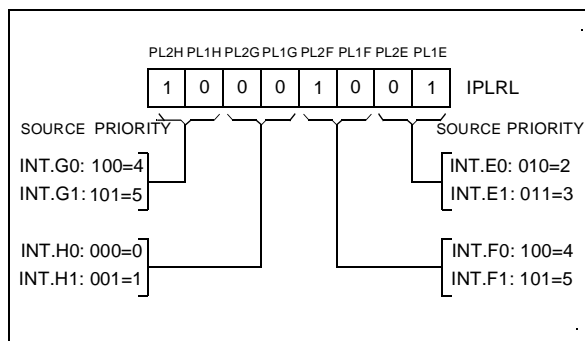 PL2H PL1H PL2G PL1G PL2F PL1F PL2E PL1E
1 0 0 0 1 0 0 1 IPLRL
SOURCE PRIORITY SOURCE PRIORITY
INT.G0: 100=4 INT.E0: 010=2
INT.G1: 101=5 INT.E1: 011=3
INT.H0: 000=0 INT.F0: 100=4
INT.H1: 001=1 INT.F1: 101=5